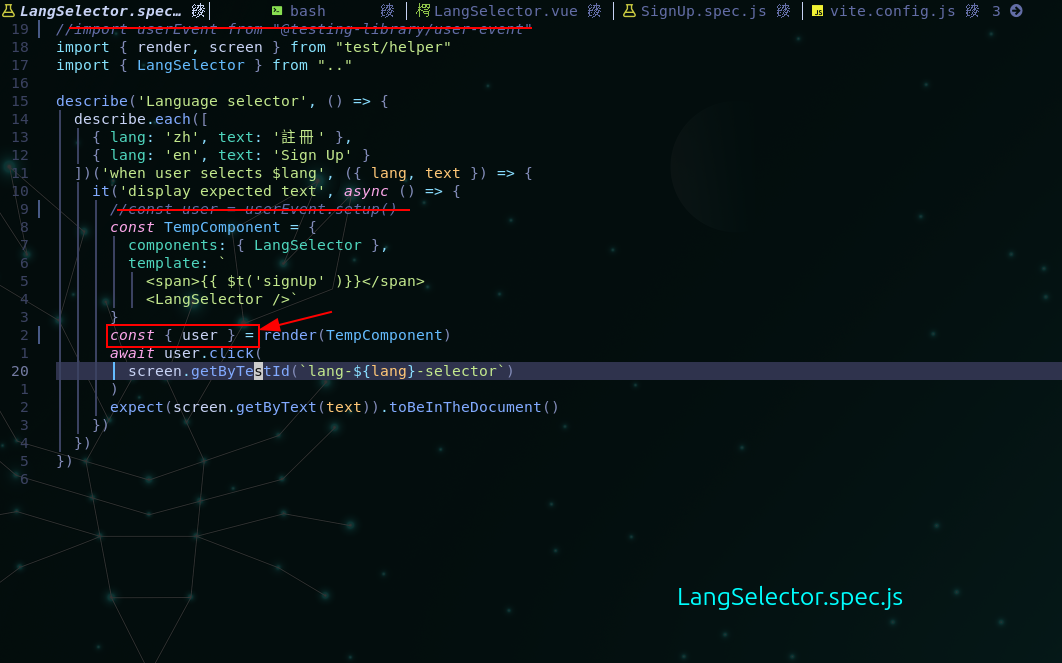 LangSelector.spec… bash LangSelector.vue SignUp.spec.js vite.config.js 3
19 //import userEvent from "@testing-library/user-event"
18 import { render, screen } from "test/helper"
17 import { LangSelector } from ".."
16
15 describe('Language selector', () => {
14 describe.each([
13 { lang: 'zh', text: '註冊' },
12 { lang: 'en', text: 'Sign Up' }
11 ])('when user selects $lang', ({ lang, text }) => {
10 it('display expected text', async () => {
9 //const user = userEvent.setup()
8 const TempComponent = {
7 components: { LangSelector },
6 template: `
5 <span>{{ $t('signUp' )}}</span>
4 <LangSelector />`
3 }
2 const { user } = render(TempComponent)
1 await user.click(
20 screen.getByTestId(`lang-${lang}-selector`)
1 )
2 expect(screen.getByText(text)).toBeInTheDocument()
3 })
4 })
5 })
6
LangSelector.spec.js